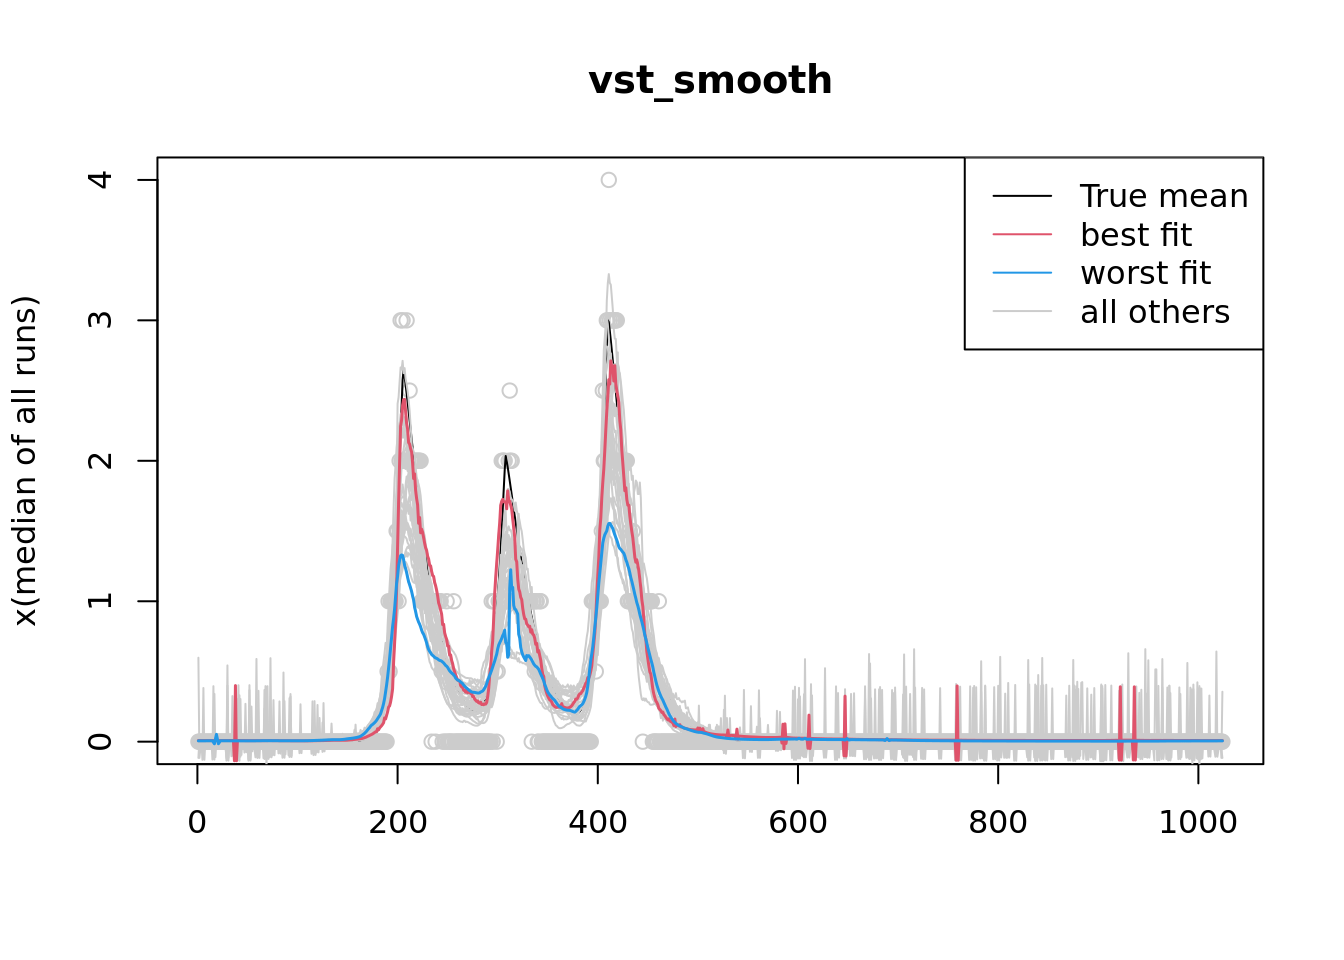 vst_smooth
x(median of all runs)
4
3
2
1
0
True mean
best fit
worst fit
all others
0 200 400 600 800 1000